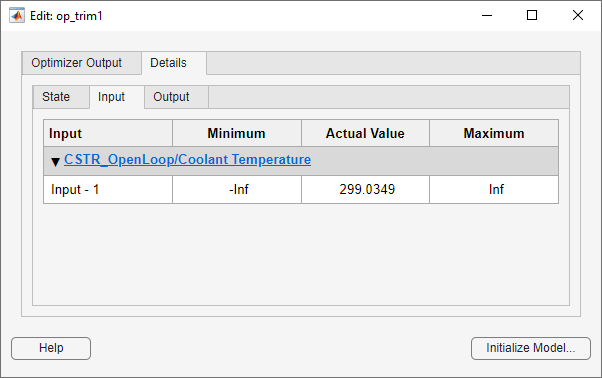 Edit: op_trim1
Optimizer Output Details
State Input Output
Input Minimum Actual Value Maximum
CSTR_OpenLoop/Coolant Temperature
Input - 1 -Inf 299.0349 Inf
Help Initialize Model...